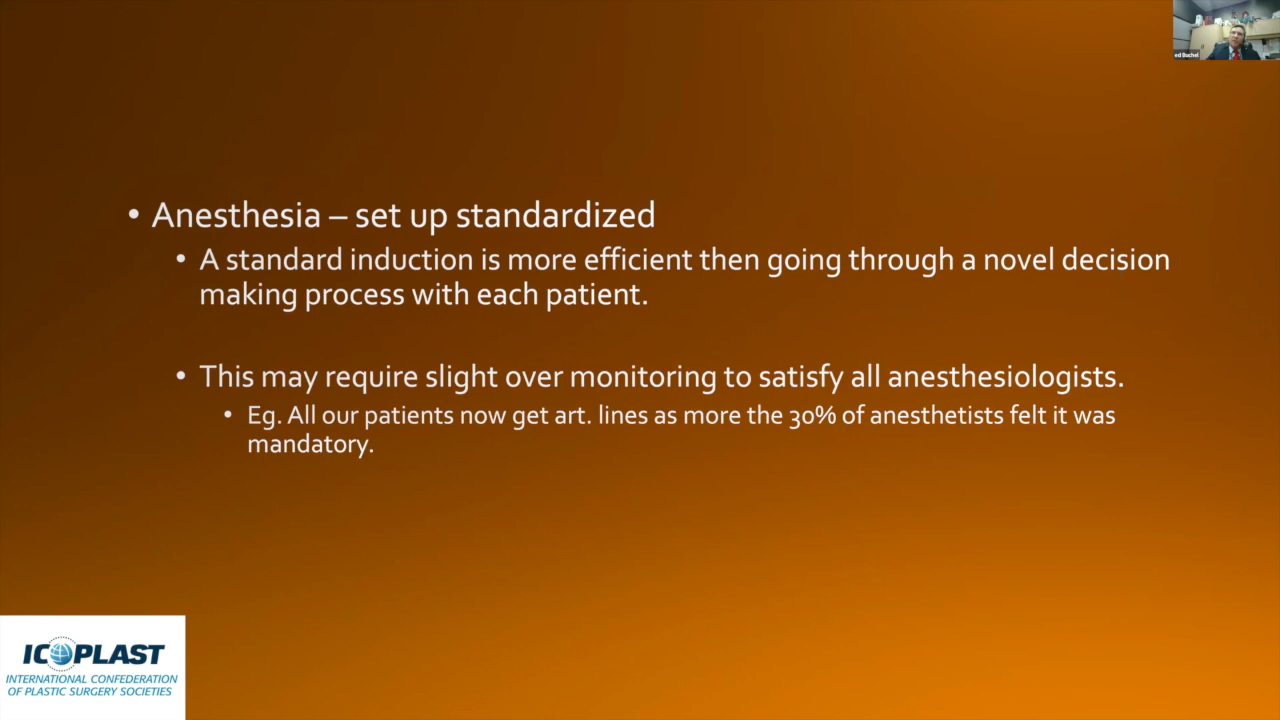 ed Buchel
• Anesthesia – set up standardized
• A standard induction is more efficient then going through a novel decision
making process with each patient.
• This may require slight over monitoring to satisfy all anesthesiologists.
• Eg. All our patients now get art. lines as more the 30% of anesthetists felt it was
mandatory.
ICOPLAST
INTERNATIONAL CONFEDERATION
OF PLASTIC SURGERY SOCIETIES